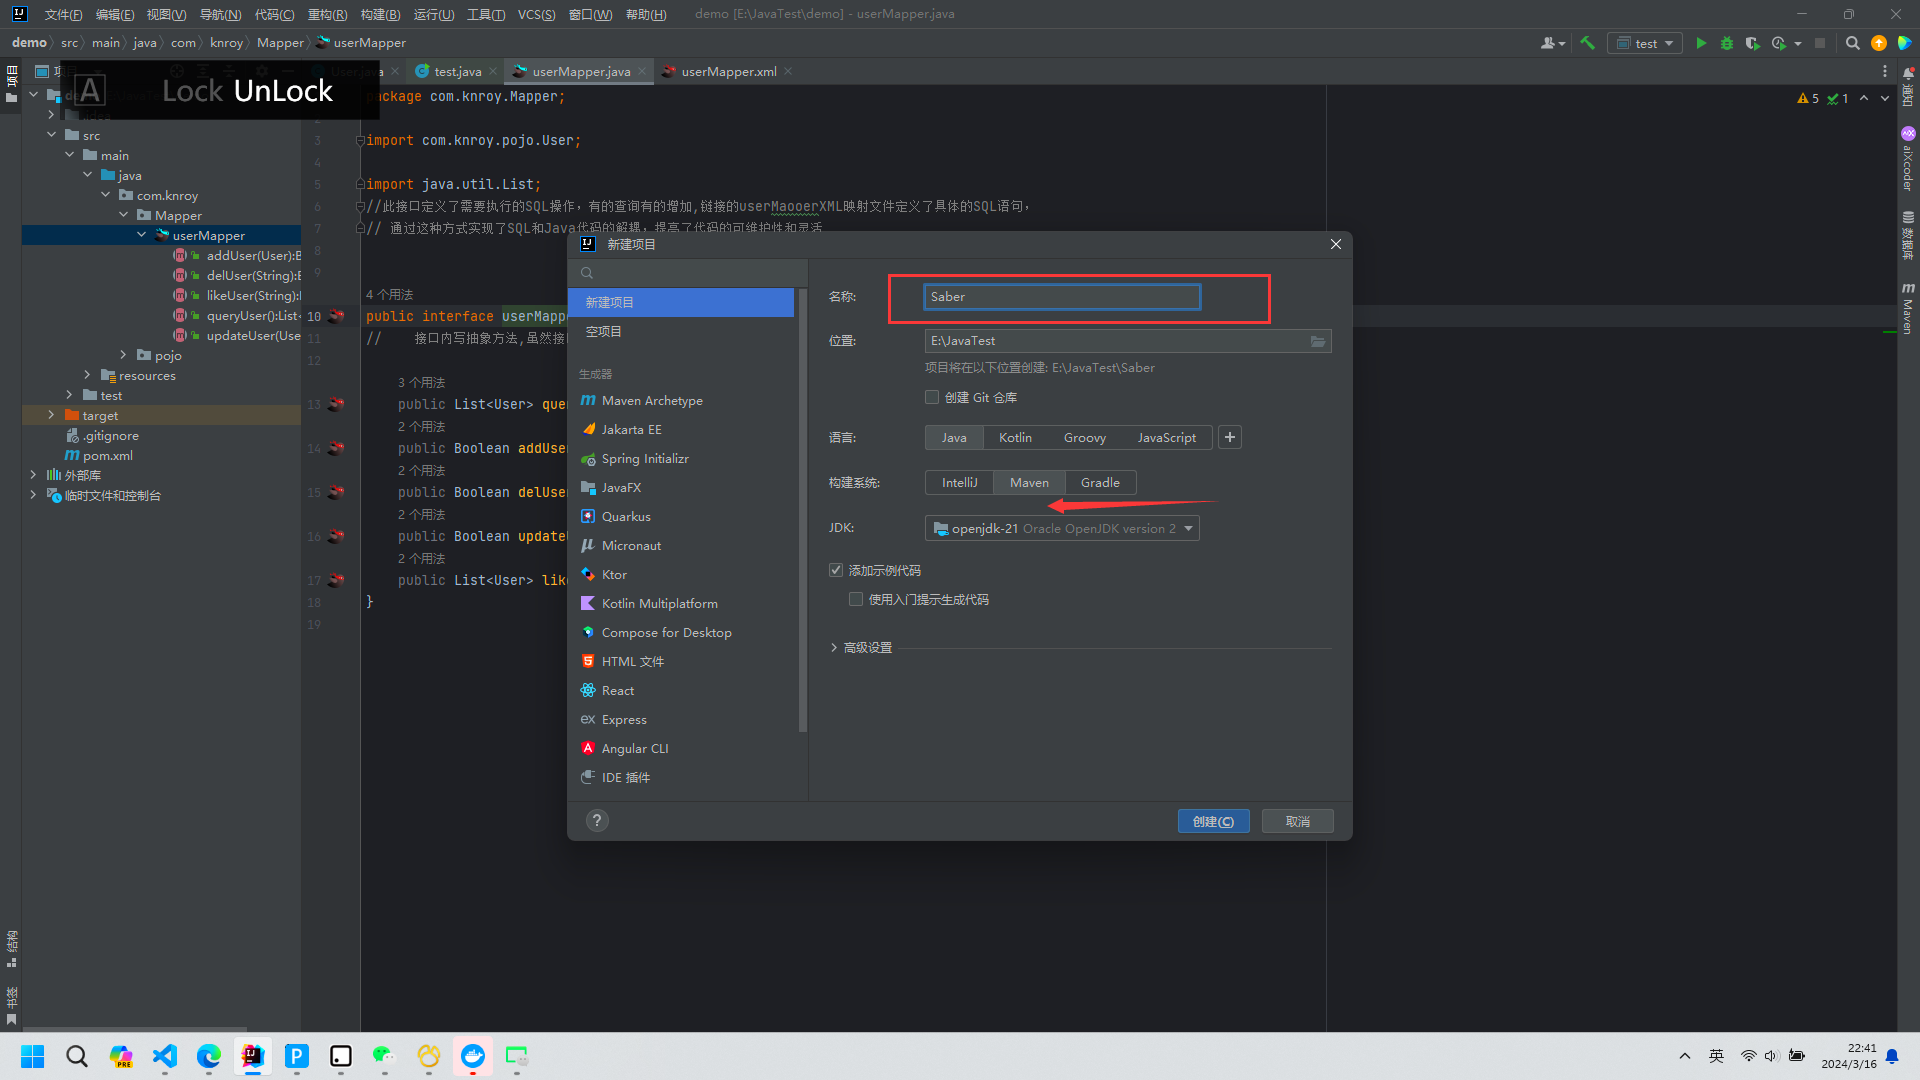 文件(F) 编辑(E) 视图(V) 导航(N) 代码(C) 重构(R) 构建(B) 运行(U) 工具(T) VCS(S) 窗口(W) 帮助(H) demo [E:\JavaTest\demo] - userMapper.java
demo src main java com knroy Mapper userMapper
test
项目
test.java userMapper.java userMapper.xml
A Lock UnLock
src
main
java
com.knroy
Mapper
userMapper
addUser(User):B
delUser(String):B
likeUser(String):
queryUser():List<
updateUser(Use
pojo
resources
test
target
.gitignore
pom.xml
外部库
临时文件和控制台
结构
书签
package com.knroy.Mapper;
2
3 import com.knroy.pojo.User;
4
5 import java.util.List;
6 //此接口定义了需要执行的SQL操作，有的查询有的增加,链接的userMaooerXML映射文件定义了具体的SQL语句，
7 // 通过这种方式实现了SQL和Java代码的解耦，提高了代码的可维护性和灵活
8
9
4 个用法
10 public interface userMappe
11 // 接口内写抽象方法,虽然接
12
3 个用法
13 public List<User> que
2 个用法
14 public Boolean addUse
2 个用法
15 public Boolean delUse
2 个用法
16 public Boolean update
2 个用法
17 public List<User> lik
18 }
19
5 1
通知
aiXcoder
数据库
Maven
新建项目
新建项目
空项目
生成器
Maven Archetype
Jakarta EE
Spring Initializr
JavaFX
Quarkus
Micronaut
Ktor
Kotlin Multiplatform
Compose for Desktop
HTML 文件
React
Express
Angular CLI
IDE 插件
名称: Saber
位置: E:\JavaTest
项目将在以下位置创建: E:\JavaTest\Saber
创建 Git 仓库
语言: Java Kotlin Groovy JavaScript +
构建系统: IntelliJ Maven Gradle
JDK: openjdk-21 Oracle OpenJDK version 2
添加示例代码
使用入门提示生成代码
高级设置
? 创建(C) 取消
英
22:41
2024/3/16